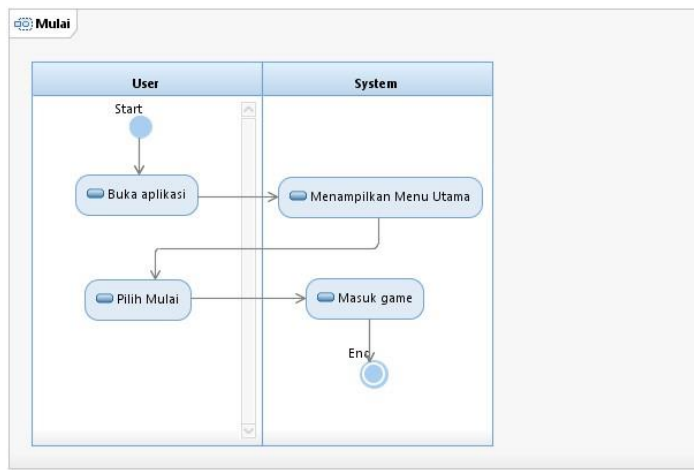 Mulai
User
System
Start
Buka aplikasi
Menampilkan Menu Utama
Pilih Mulai
Masuk game
End